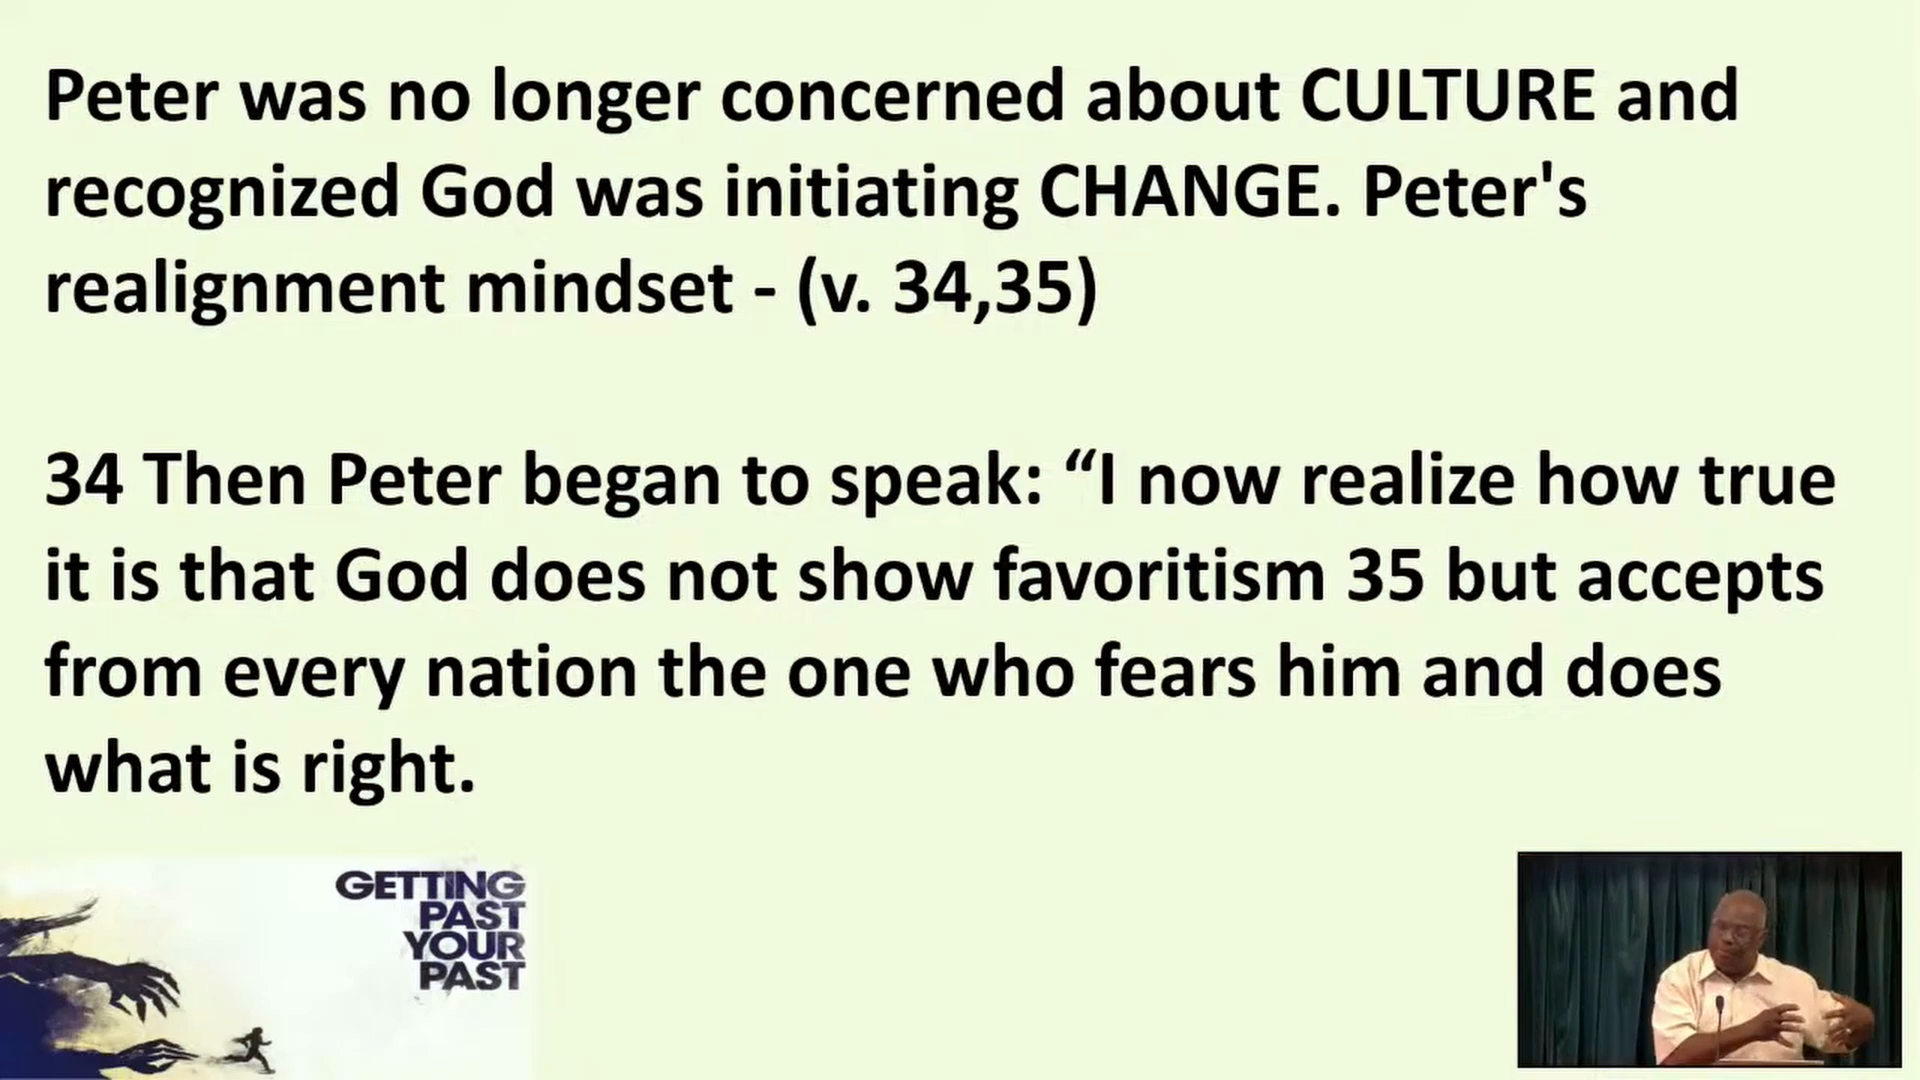 Peter was no longer concerned about CULTURE and
recognized God was initiating CHANGE. Peter's
realignment mindset - (v. 34,35)
34 Then Peter began to speak: “I now realize how true
it is that God does not show favoritism 35 but accepts
from every nation the one who fears him and does
what is right.
GETTING
PAST
YOUR
PAST